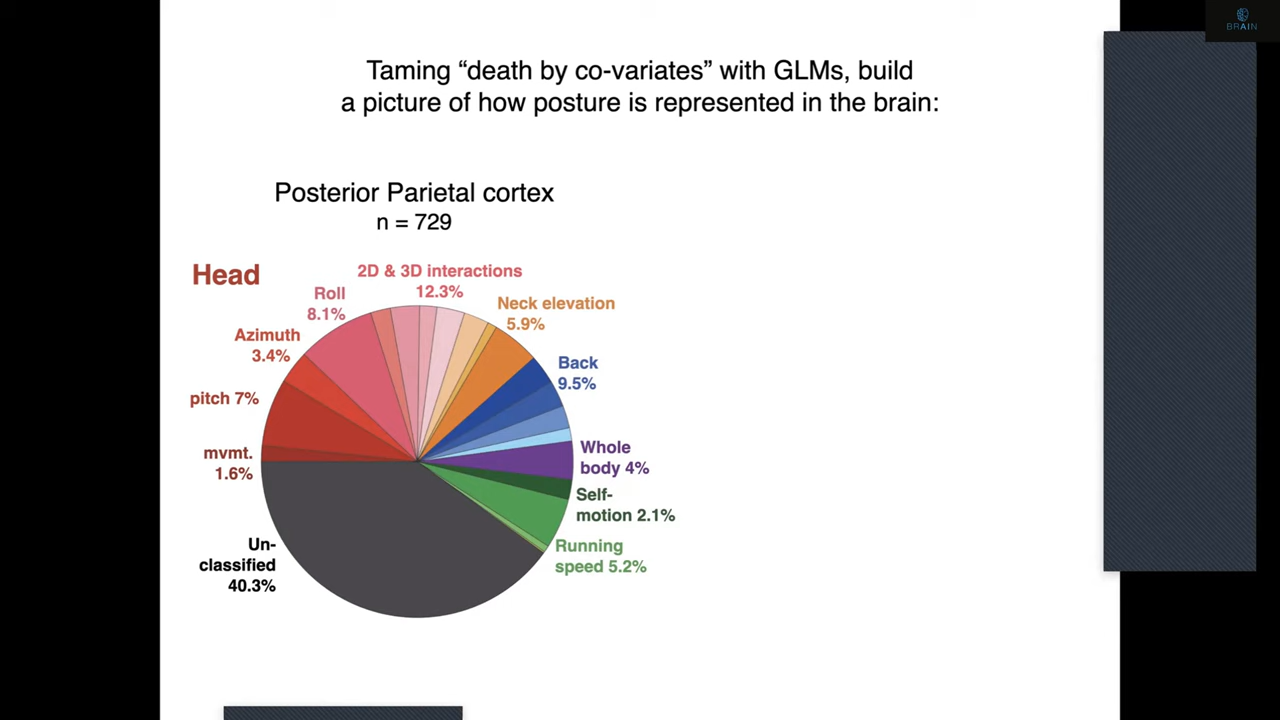 BRAIN
Taming “death by co-variates” with GLMs, build
a picture of how posture is represented in the brain:
Posterior Parietal cortex
n = 729
Head
2D & 3D interactions
12.3%
Roll
8.1%
Neck elevation
5.9%
Azimuth
3.4%
Back
9.5%
pitch 7%
mvmt.
1.6%
Whole
body 4%
Self-
motion 2.1%
Un-
classified
40.3%
Running
speed 5.2%